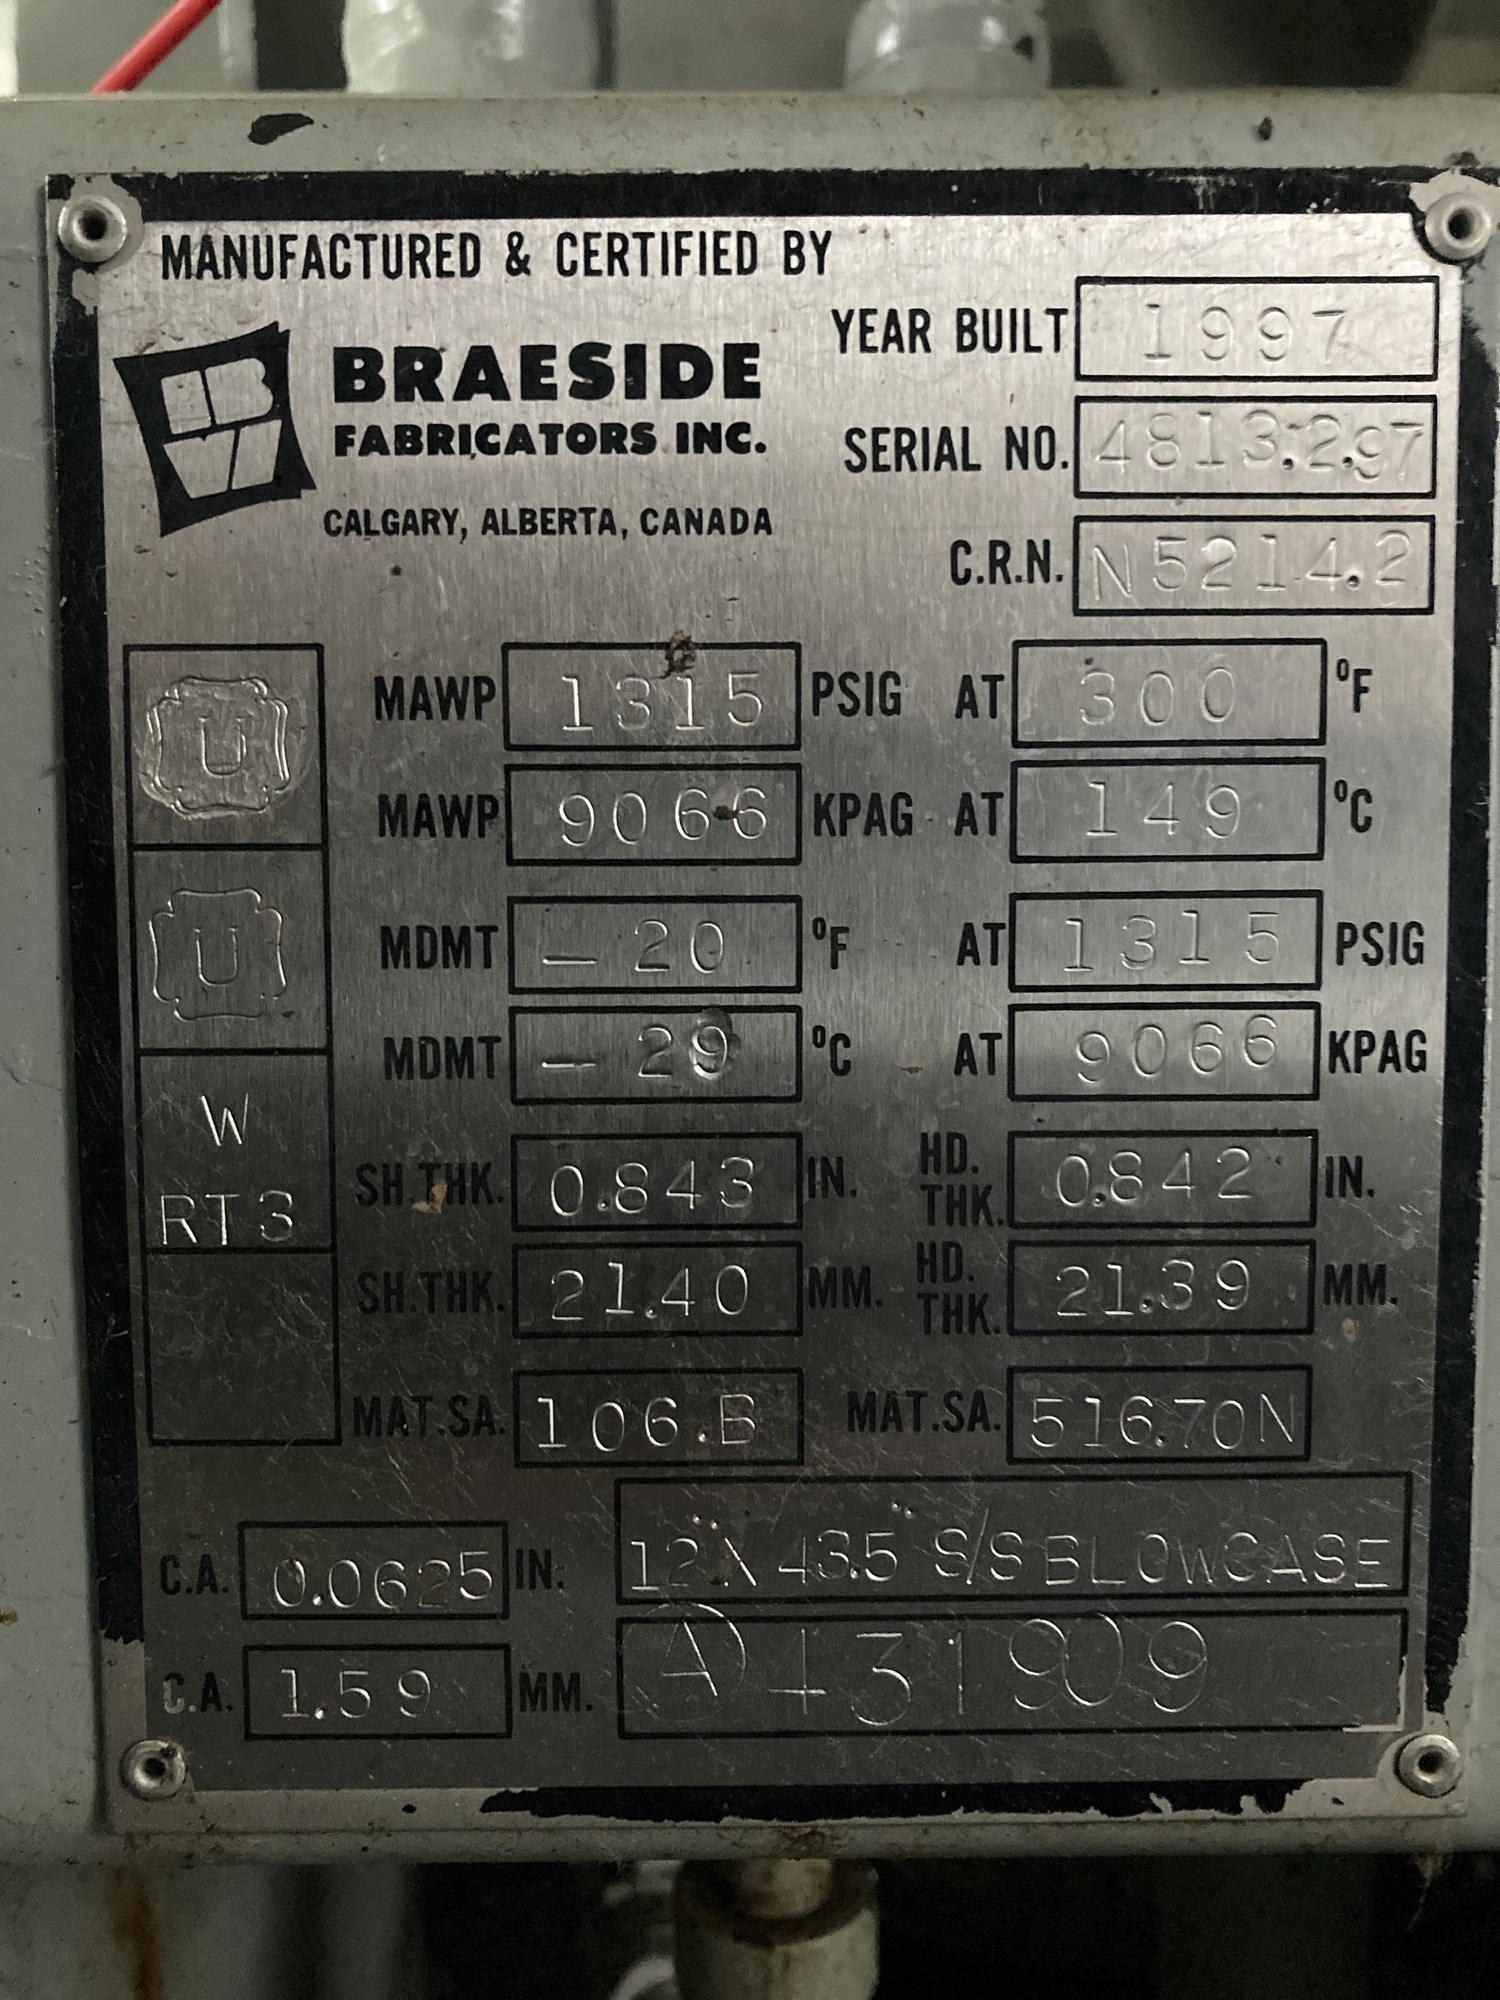 MANUFACTURED & CERTIFIED BY
BRAESIDE
FABRICATORS INC.
CALGARY, ALBERTA, CANADA
YEAR BUILT 1997
SERIAL NO. 4813.2.97
C.R.N. N5214.2
U
MAWP 1315 PSIG AT 300 °F
MAWP 9066 KPAG AT 149 °C
U
MDMT -20 °F AT 1315 PSIG
MDMT -29 °C AT 9066 KPAG
W
RT3
SH.THK. 0.843 IN. HD. THK. 0.842 IN.
SH.THK. 21.40 MM. HD. THK. 21.39 MM.
MAT.SA. 106.B MAT.SA. 516.70N
C.A. 0.0625 IN. 12" X 43.5" S/S BLOWCASE
C.A. 1.59 MM. A 431909